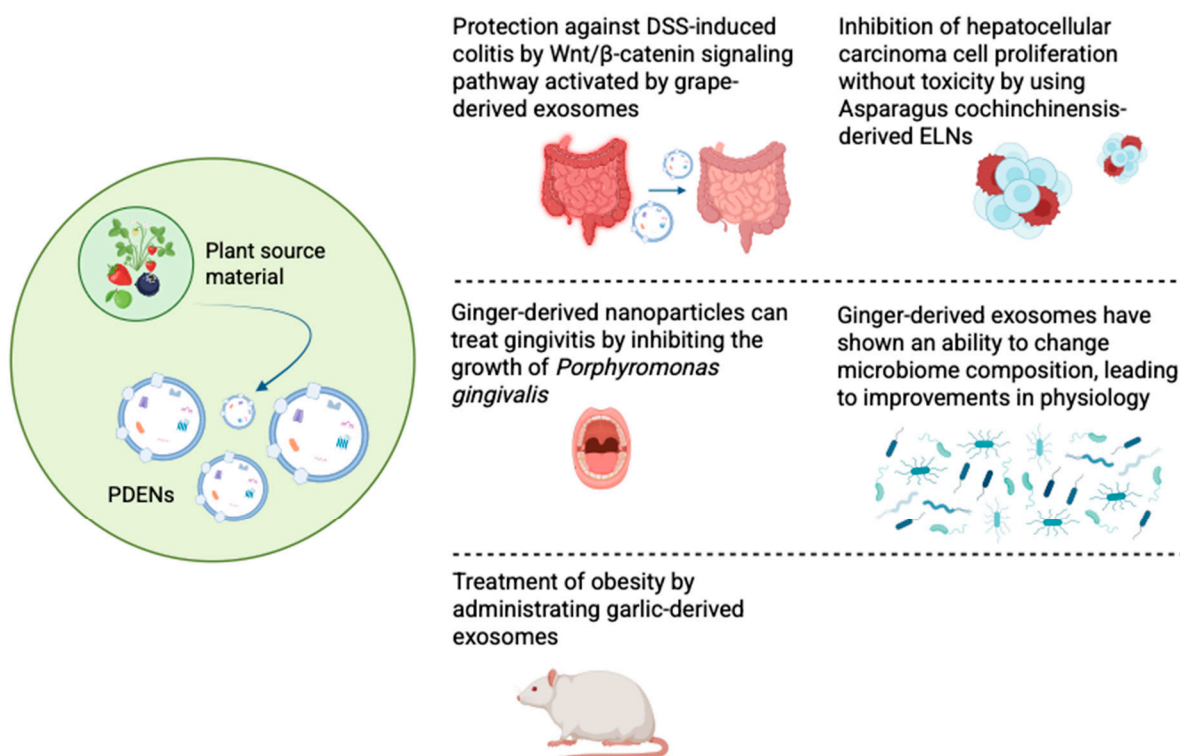 Plant source
material
PDENs
Protection against DSS-induced
colitis by Wnt/β-catenin signaling
pathway activated by grape-
derived exosomes
Inhibition of hepatocellular
carcinoma cell proliferation
without toxicity by using
Asparagus cochinchinensis-
derived ELNs
Ginger-derived nanoparticles can
treat gingivitis by inhibiting the
growth of Porphyromonas
gingivalis
Ginger-derived exosomes have
shown an ability to change
microbiome composition, leading
to improvements in physiology
Treatment of obesity by
administrating garlic-derived
exosomes